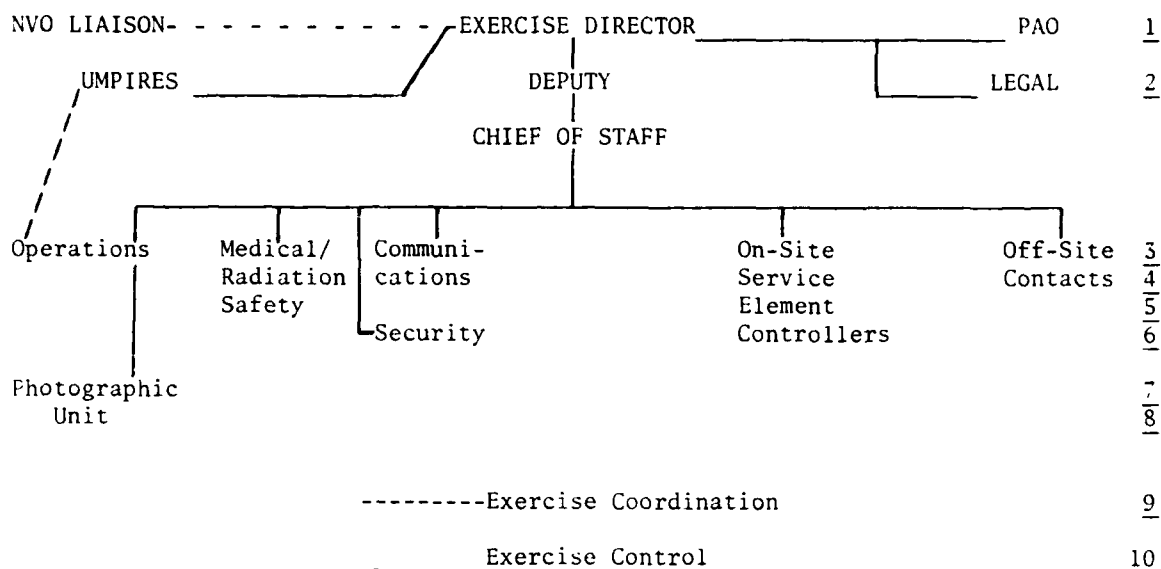 NVO LIAISON- - - - - - - - - -EXERCISE DIRECTOR PAO 1
UMPIRES DEPUTY LEGAL 2
CHIEF OF STAFF
Operations Medical/ Communi- On-Site Off-Site 3
Radiation cations Service Contacts 4
Safety Element 5
Security Controllers 6
Photographic 7
Unit 8
---------Exercise Coordination 9
Exercise Control 10